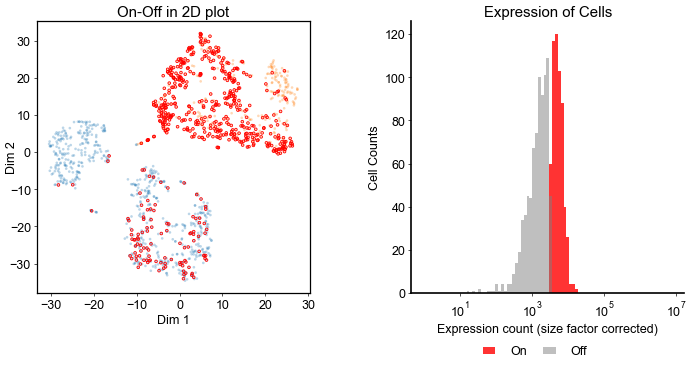 On-Off in 2D plot
Dim 2
30
20
10
0
−10
−20
−30
−30 −20 −10 0 10 20 30
Dim 1
Expression of Cells
Cell Counts
120
100
80
60
40
20
0
10^1 10^3 10^5 10^7
Expression count (size factor corrected)
On Off